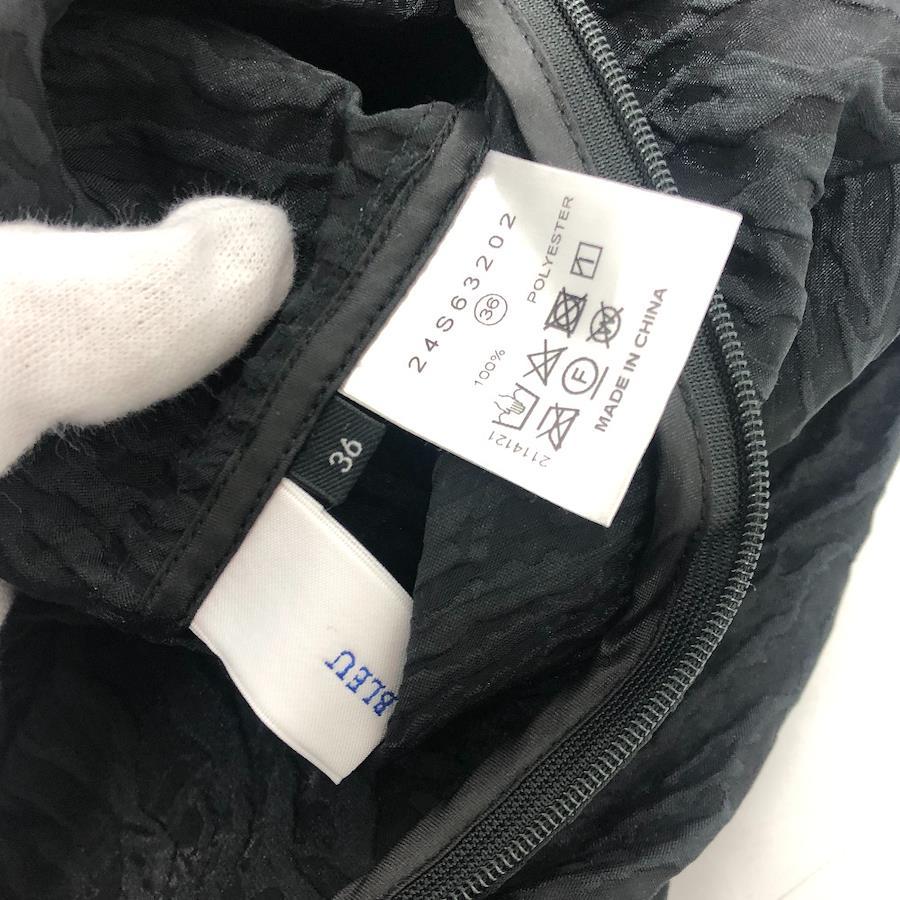 24S63202
36
100%
POLYESTER
F
MADE IN CHINA
2114121
36
BLEU